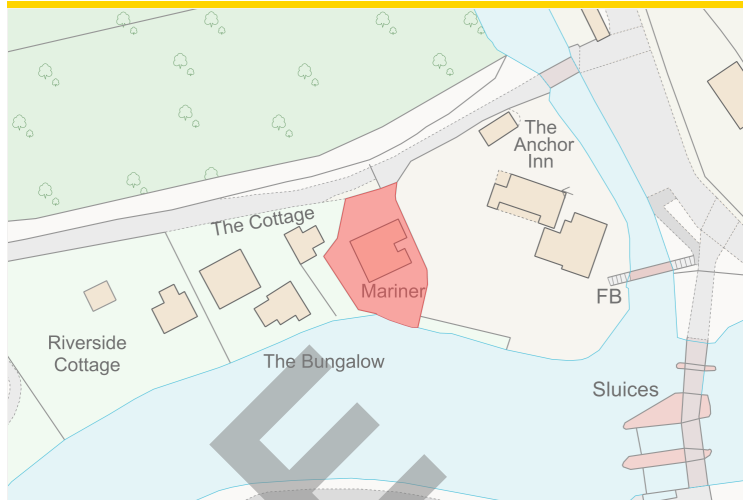 The
Anchor
Inn
The Cottage
Mariner
FB
Riverside
Cottage
The Bungalow
Sluices